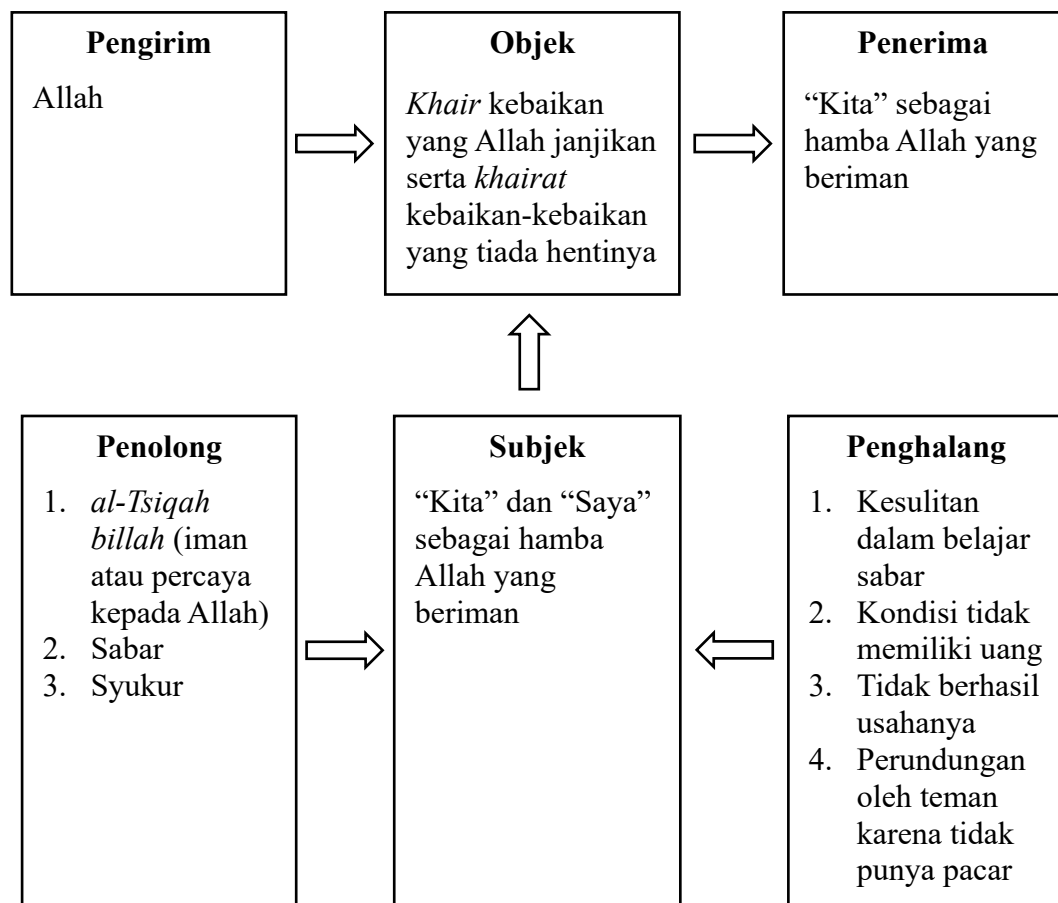 Pengirim
Allah
Objek
Khair kebaikan
yang Allah janjikan
serta khairat
kebaikan-kebaikan
yang tiada hentinya
Penerima
“Kita” sebagai
hamba Allah yang
beriman
Penolong
1. al-Tsiqah
billah (iman
atau percaya
kepada Allah)
2. Sabar
3. Syukur
Subjek
“Kita” dan “Saya”
sebagai hamba
Allah yang
beriman
Penghalang
1. Kesulitan
dalam belajar
sabar
2. Kondisi tidak
memiliki uang
3. Tidak berhasil
usahanya
4. Perundungan
oleh teman
karena tidak
punya pacar